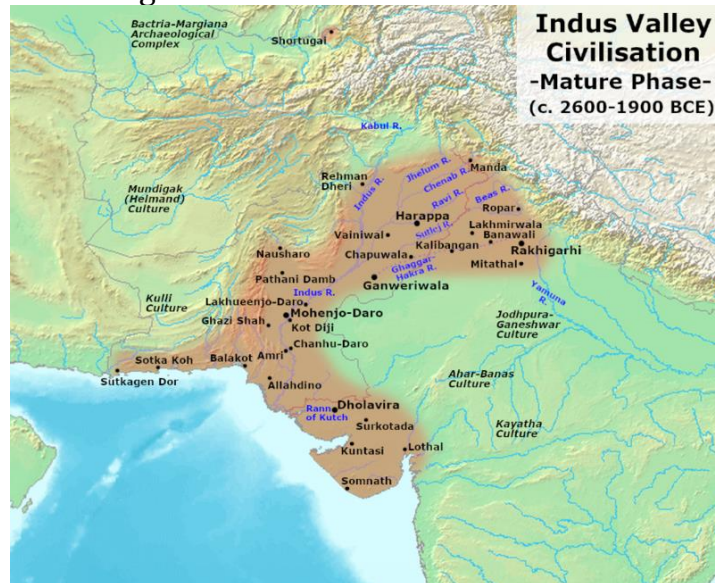 Indus Valley
Civilisation
-Mature Phase-
(c. 2600-1900 BCE)
Bactria-Margiana
Archaeological
Complex
Shortugai
Kabul R.
Manda
Rehman
Dheri
Indus R.
Jhelum R.
Chenab R.
Ravi R.
Beas R.
Mundigak
(Helmand)
Culture
Ropar
Harappa
Sutlej R.
Lakhmirwala
Vainiwal
Banawali
Kalibangan
Rakhigarhi
Nausharo
Chapuwala
Mitathal
Ghaggar-
Hakra R.
Pathani Damb
Ganweriwala
Indus R.
Yamuna
R.
Kulli
Culture
Lakhueenjo-Daro
Mohenjo-Daro
Jodhpura-
Ganeshwar
Culture
Ghazi Shah
Kot Diji
Chanhu-Daro
Sotka Koh
Balakot
Amri
Sutkagen Dor
Allahdino
Ahar-Banas
Culture
Dholavira
Rann
of Kutch
Surkotada
Kayatha
Culture
Kuntasi
Lothal
Somnath